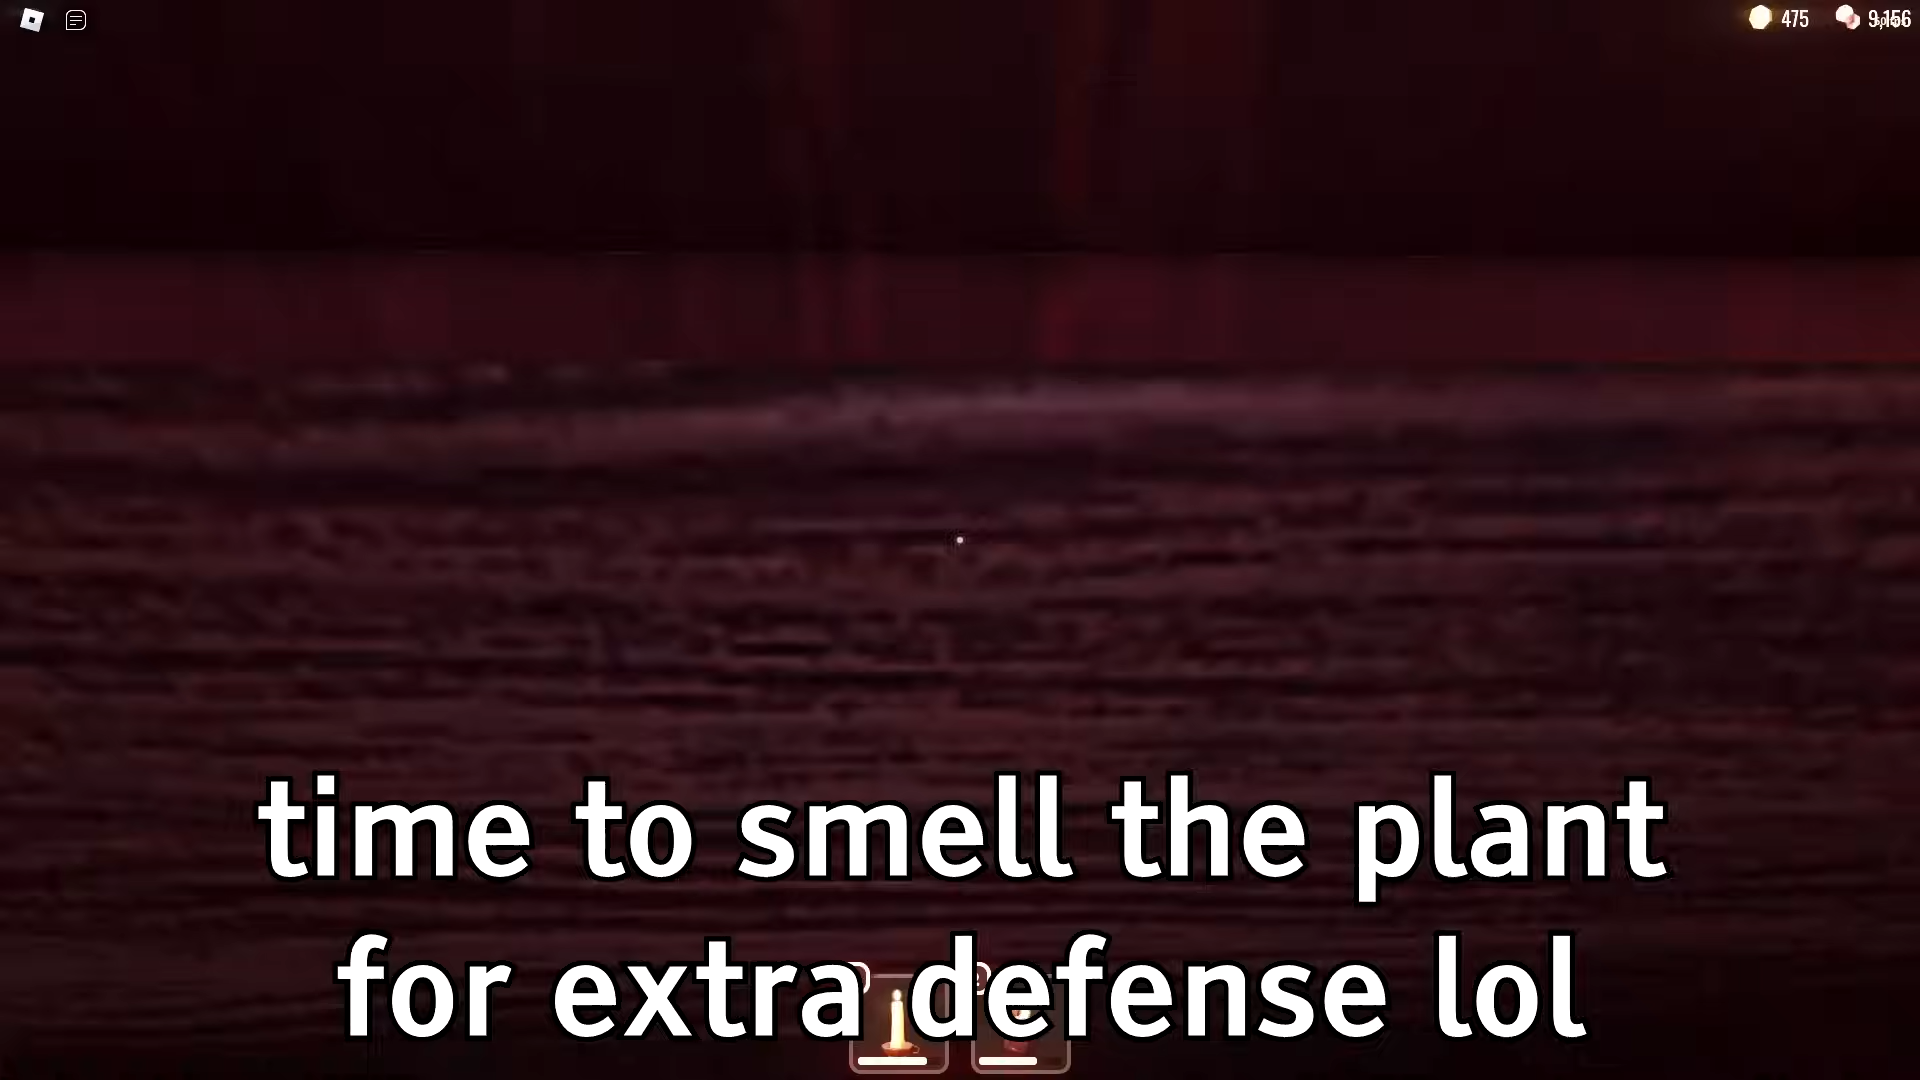 475
9,156
time to smell the plant
for extra defense lol